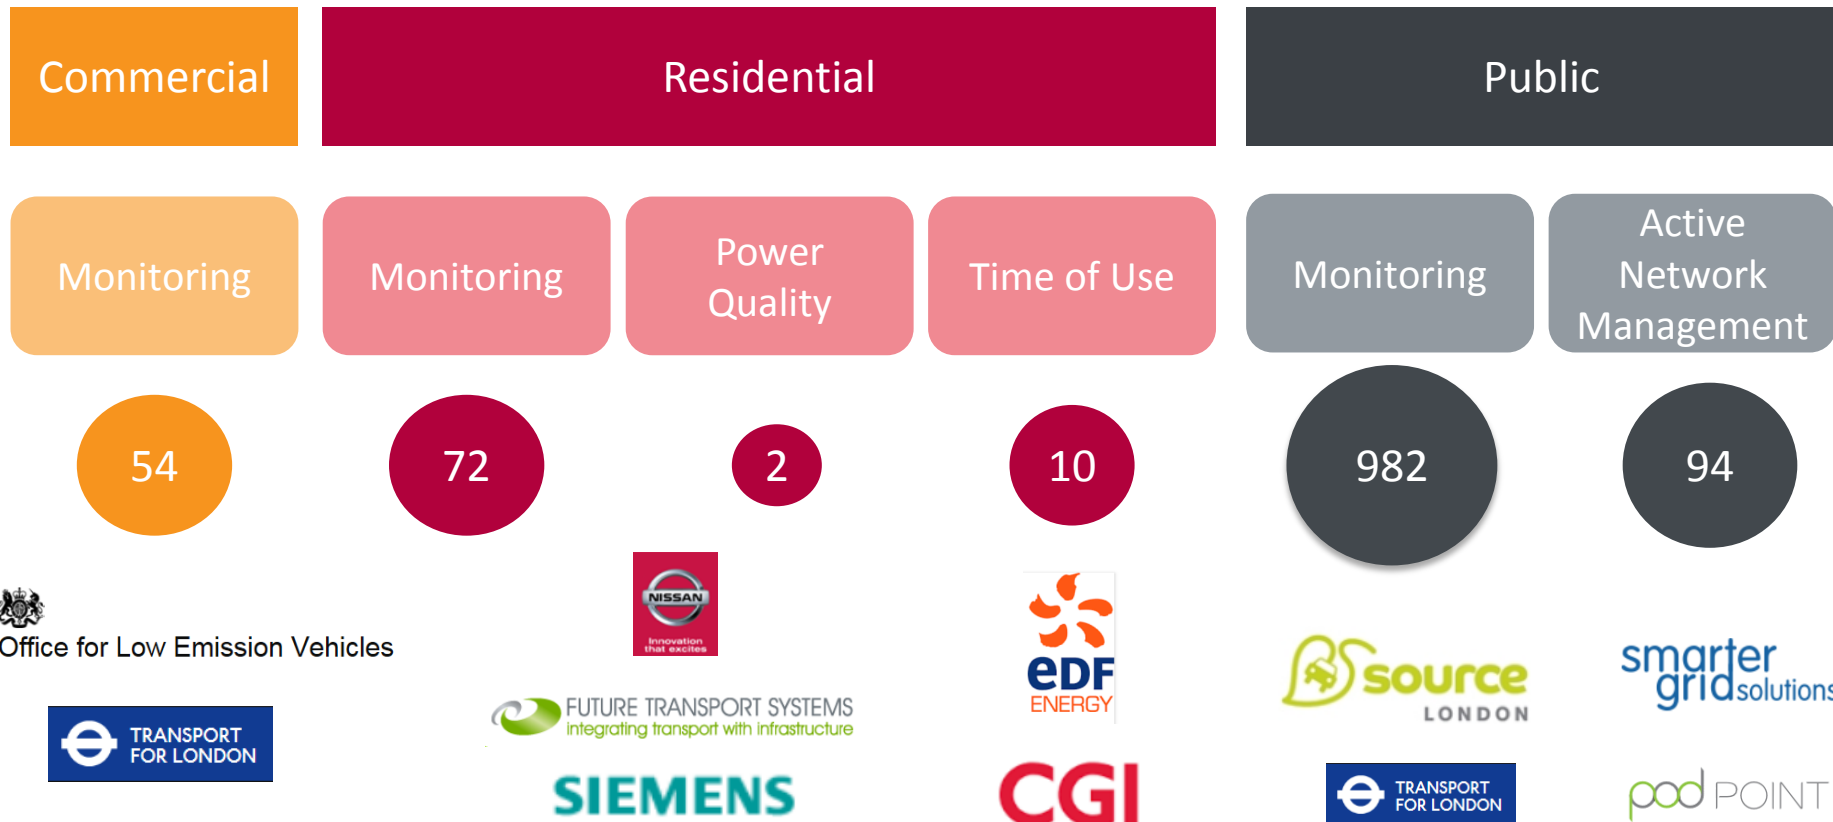 Commercial
Residential
Public
Monitoring
Monitoring
Power
Quality
Time of Use
Monitoring
Active
Network
Management
54
72
2
10
982
94
NISSAN
Innovation
that excites
Office for Low Emission Vehicles
TRANSPORT
FOR LONDON
FUTURE TRANSPORT SYSTEMS
integrating transport with infrastructure
SIEMENS
eDF
ENERGY
CGI
source
LONDON
TRANSPORT
FOR LONDON
smarter
gridsolutions
pod POINT